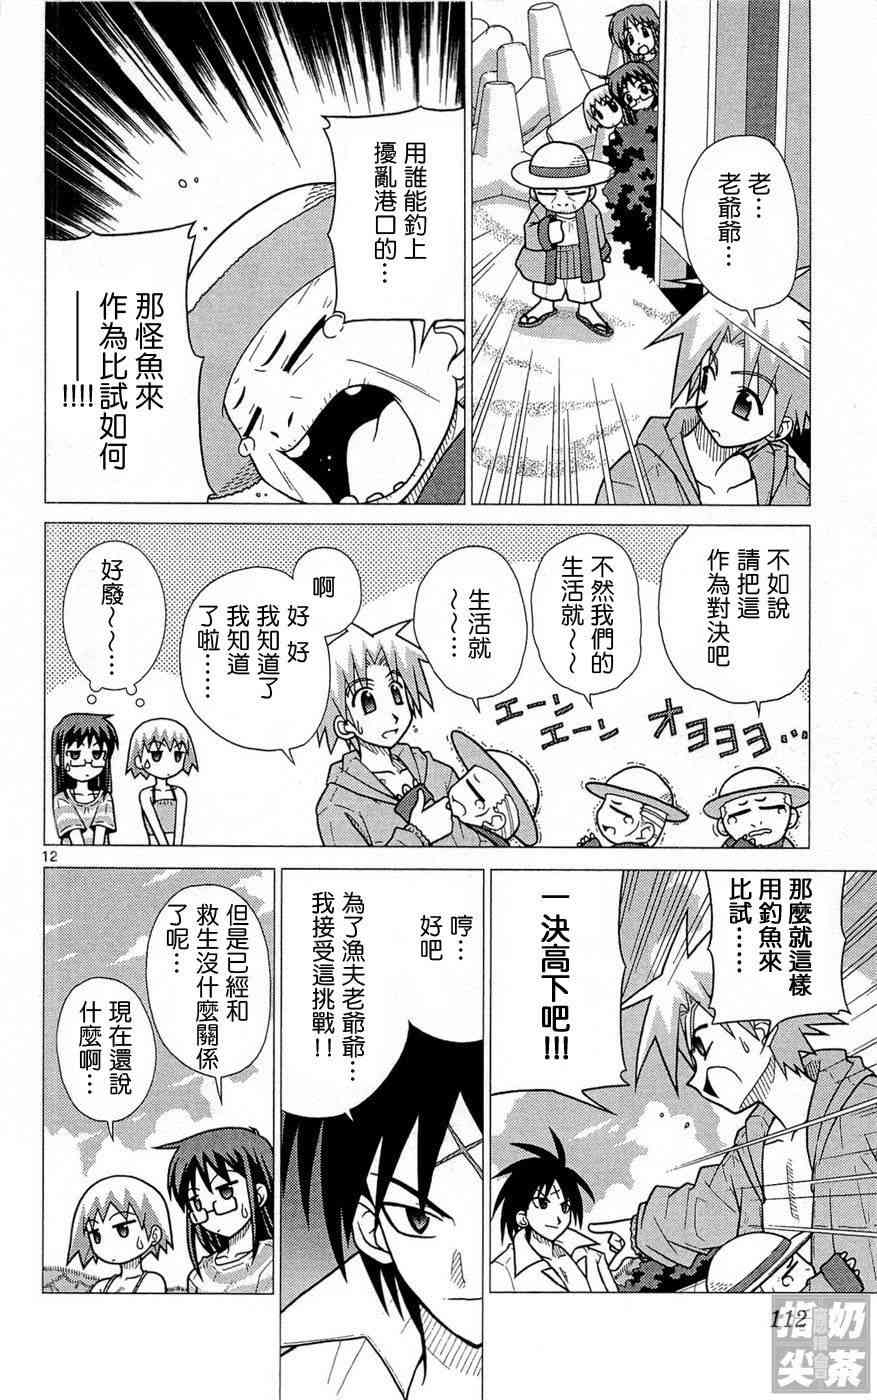 老…
老爺爺…
用誰能釣上
擾亂港口的…
那怪魚來
作為比試如何
——!!!!
不如說
請把這
作為對決吧
不然我們的
生活就～～
生活就
～～…
啊
好好
我知道了
我知道
了啦……
好廢
～～…
エーン
エーン
オヨヨヨ…
12
那麼就這樣
用釣魚來
比試……
一決高下吧!!!
哼…
好吧
為了漁夫老爺爺…
我接受這挑戰!!
但是已經和
救生沒什麼關係
了呢…
現在還說
什麼啊…
112
指尖
奶茶